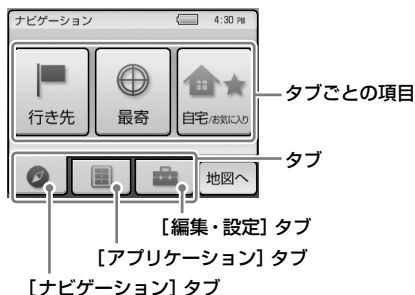 ナビゲーション 4:30 PM
行き先 最寄 自宅/お気に入り
タブごとの項目
タブ
地図へ
[編集・設定] タブ
[アプリケーション] タブ
[ナビゲーション] タブ